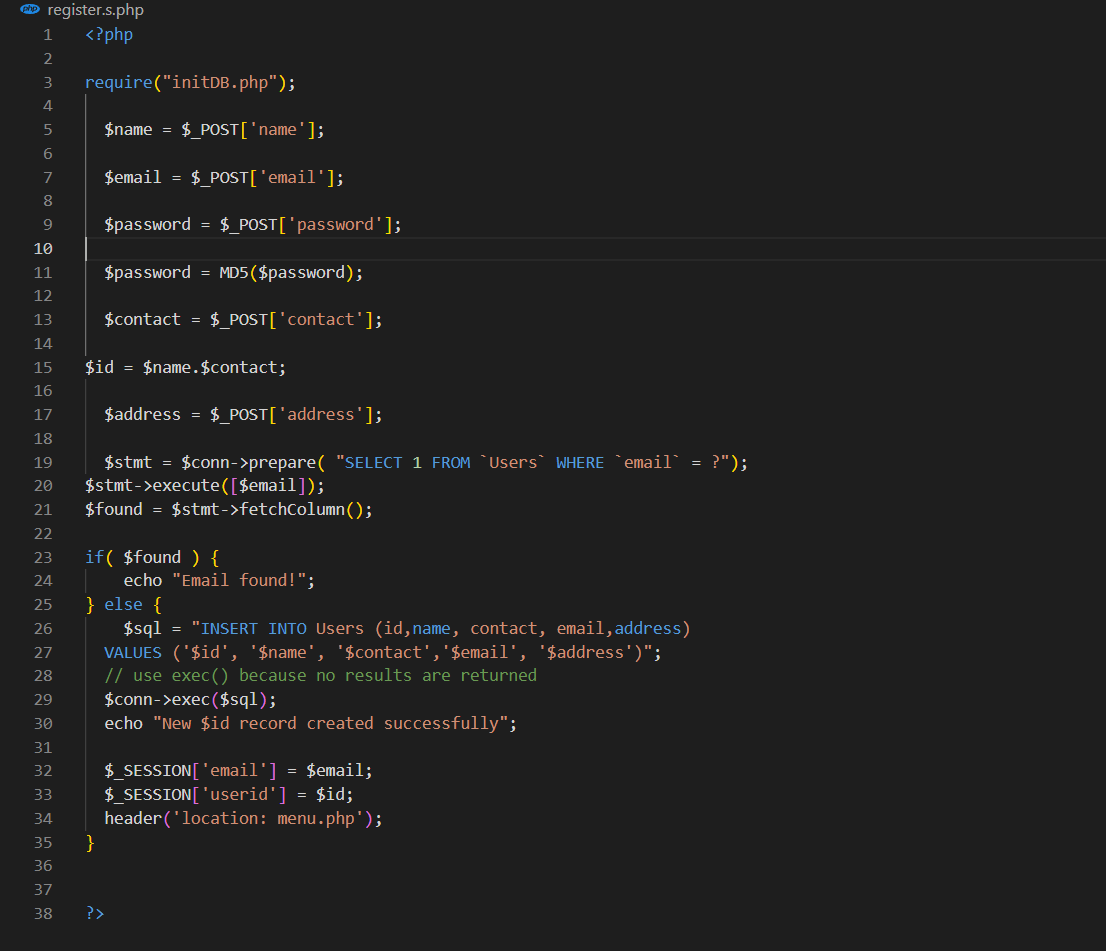 php register.s.php
1 <?php
2
3 require("initDB.php");
4
5 $name = $_POST['name'];
6
7 $email = $_POST['email'];
8
9 $password = $_POST['password'];
10
11 $password = MD5($password);
12
13 $contact = $_POST['contact'];
14
15 $id = $name.$contact;
16
17 $address = $_POST['address'];
18
19 $stmt = $conn->prepare( "SELECT 1 FROM `Users` WHERE `email` = ?");
20 $stmt->execute([$email]);
21 $found = $stmt->fetchColumn();
22
23 if( $found ) {
24 echo "Email found!";
25 } else {
26 $sql = "INSERT INTO Users (id,name, contact, email,address)
27 VALUES ('$id', '$name', '$contact','$email', '$address')";
28 // use exec() because no results are returned
29 $conn->exec($sql);
30 echo "New $id record created successfully";
31
32 $_SESSION['email'] = $email;
33 $_SESSION['userid'] = $id;
34 header('location: menu.php');
35 }
36
37
38 ?>